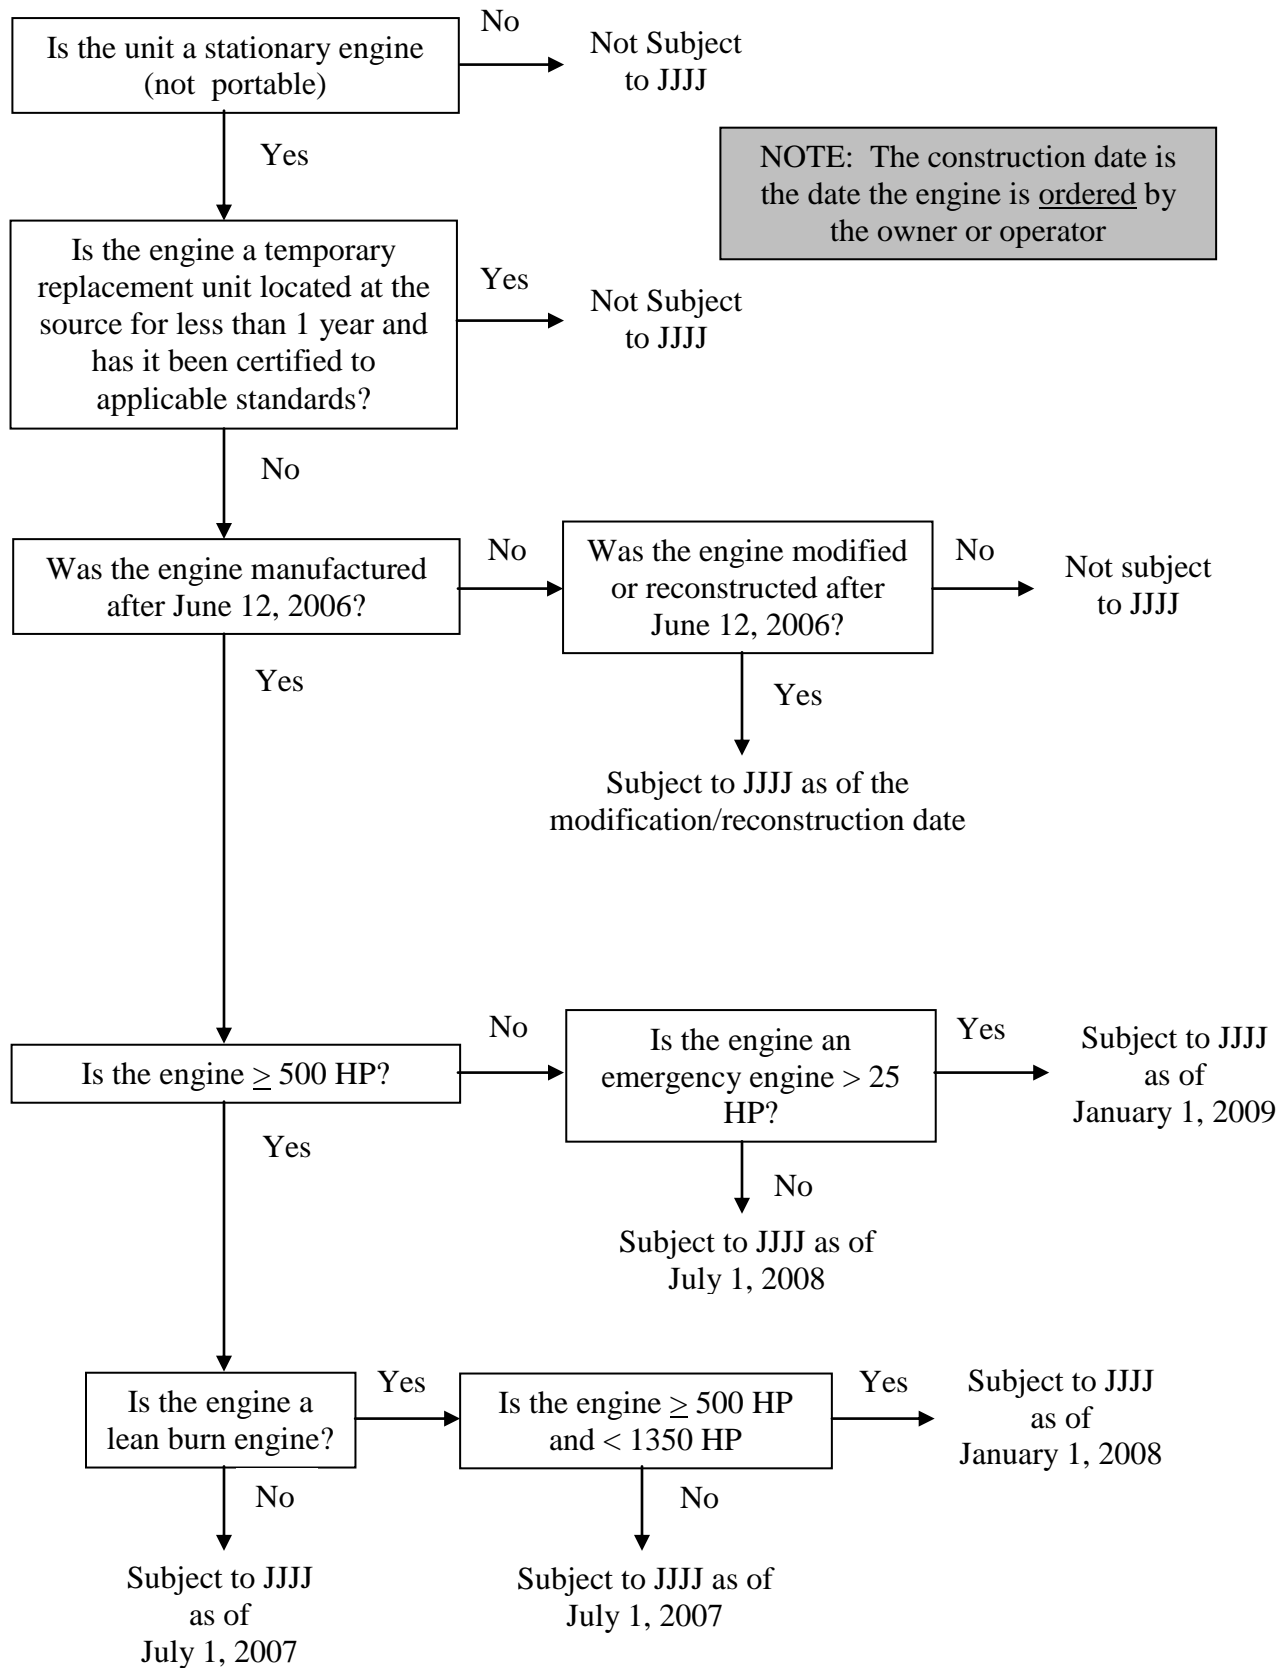 Is the unit a stationary engine
(not portable)
No
Not Subject
to JJJJ
Yes
NOTE: The construction date is
the date the engine is ordered by
the owner or operator
Is the engine a temporary
replacement unit located at the
source for less than 1 year and
has it been certified to
applicable standards?
Yes
Not Subject
to JJJJ
No
Was the engine manufactured
after June 12, 2006?
No
Was the engine modified
or reconstructed after
June 12, 2006?
No
Not subject
to JJJJ
Yes
Yes
Subject to JJJJ as of the
modification/reconstruction date
Is the engine ≥ 500 HP?
No
Is the engine an
emergency engine > 25
HP?
Yes
Subject to JJJJ
as of
January 1, 2009
Yes
No
Subject to JJJJ as of
July 1, 2008
Is the engine a
lean burn engine?
Yes
Is the engine ≥ 500 HP
and < 1350 HP
Yes
Subject to JJJJ
as of
January 1, 2008
No
No
Subject to JJJJ
as of
July 1, 2007
Subject to JJJJ as of
July 1, 2007